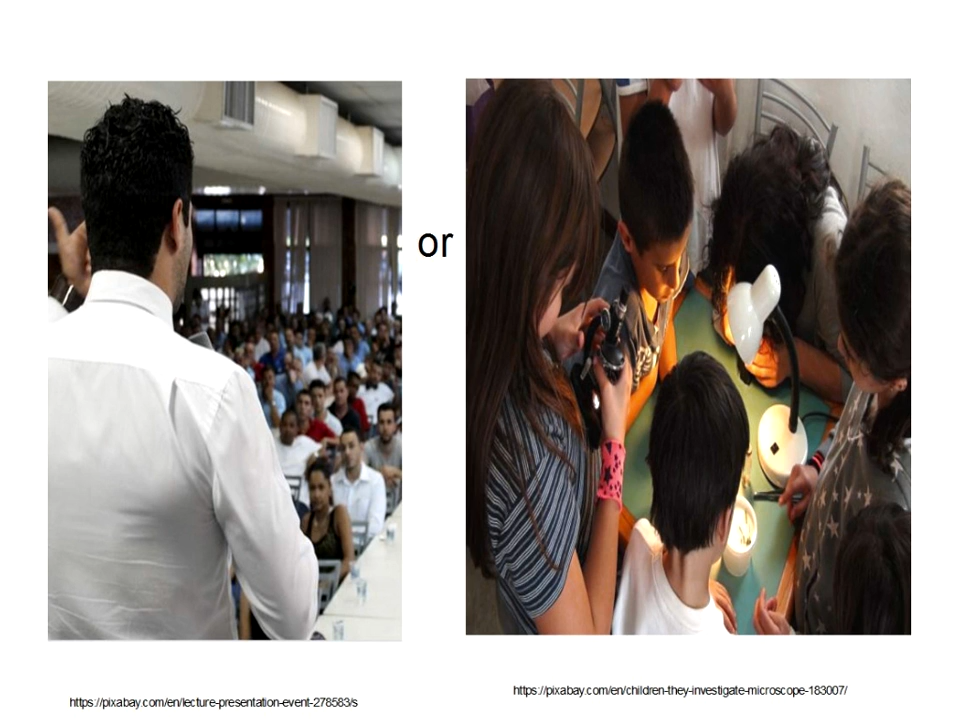 or
https://pixabay.com/en/lecture-presentation-event-278583/s
https://pixabay.com/en/children-they-investigate-microscope-183007/